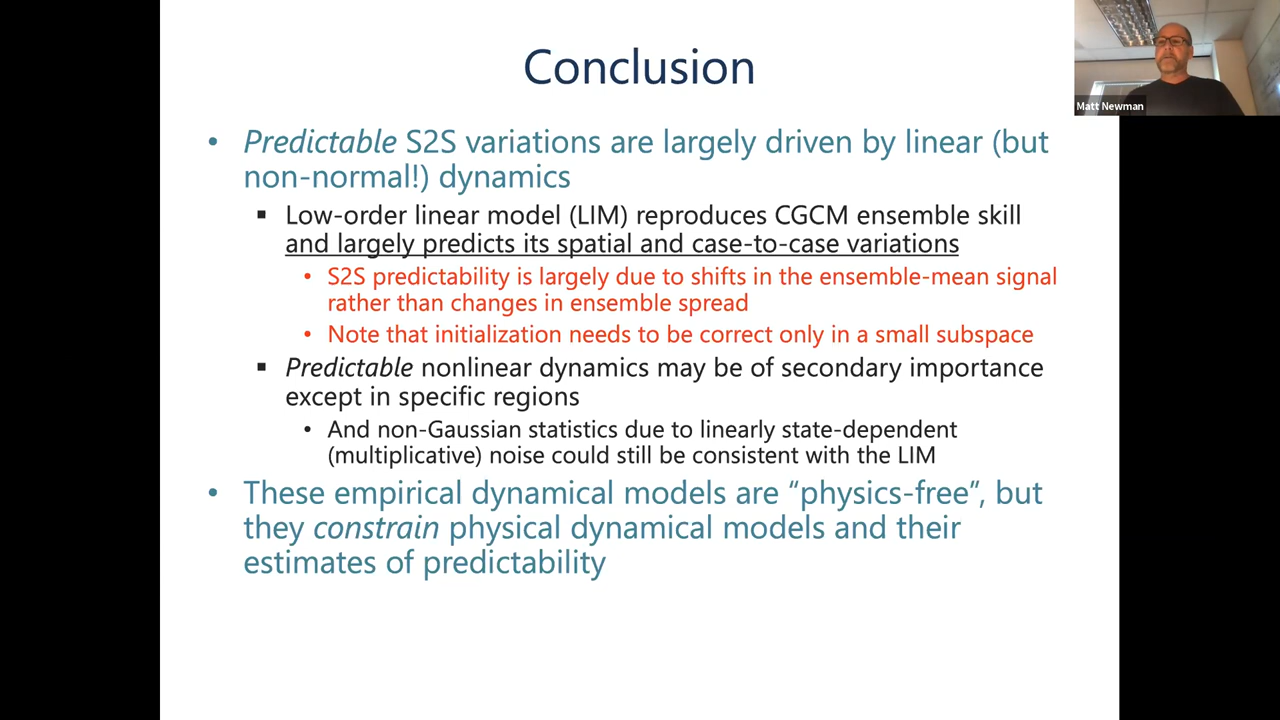 Conclusion
Matt Newman
• Predictable S2S variations are largely driven by linear (but
non-normal!) dynamics
▪ Low-order linear model (LIM) reproduces CGCM ensemble skill
and largely predicts its spatial and case-to-case variations
• S2S predictability is largely due to shifts in the ensemble-mean signal
rather than changes in ensemble spread
• Note that initialization needs to be correct only in a small subspace
▪ Predictable nonlinear dynamics may be of secondary importance
except in specific regions
• And non-Gaussian statistics due to linearly state-dependent
(multiplicative) noise could still be consistent with the LIM
• These empirical dynamical models are “physics-free”, but
they constrain physical dynamical models and their
estimates of predictability